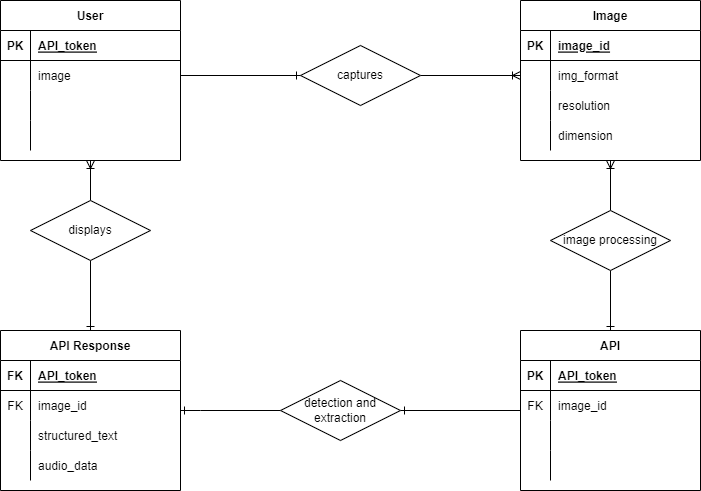 User
PK API_token
image
captures
Image
PK image_id
img_format
resolution
dimension
displays
image processing
API Response
FK API_token
FK image_id
structured_text
audio_data
detection and
extraction
API
PK API_token
FK image_id